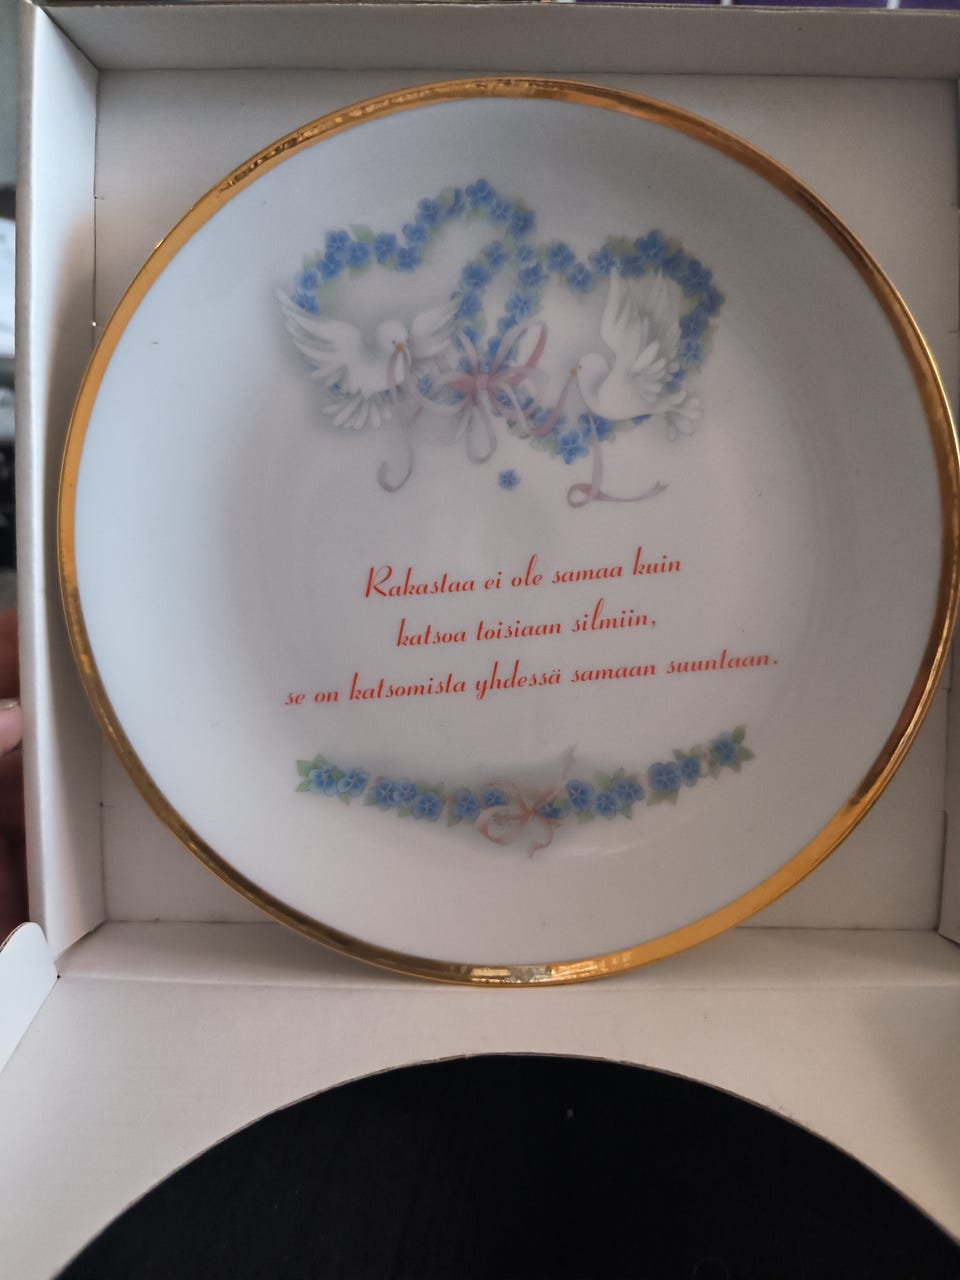 Rakastaa ei ole samaa kuin
katsoa toisiaan silmiin,
se on katsomista yhdessä samaan suuntaan.